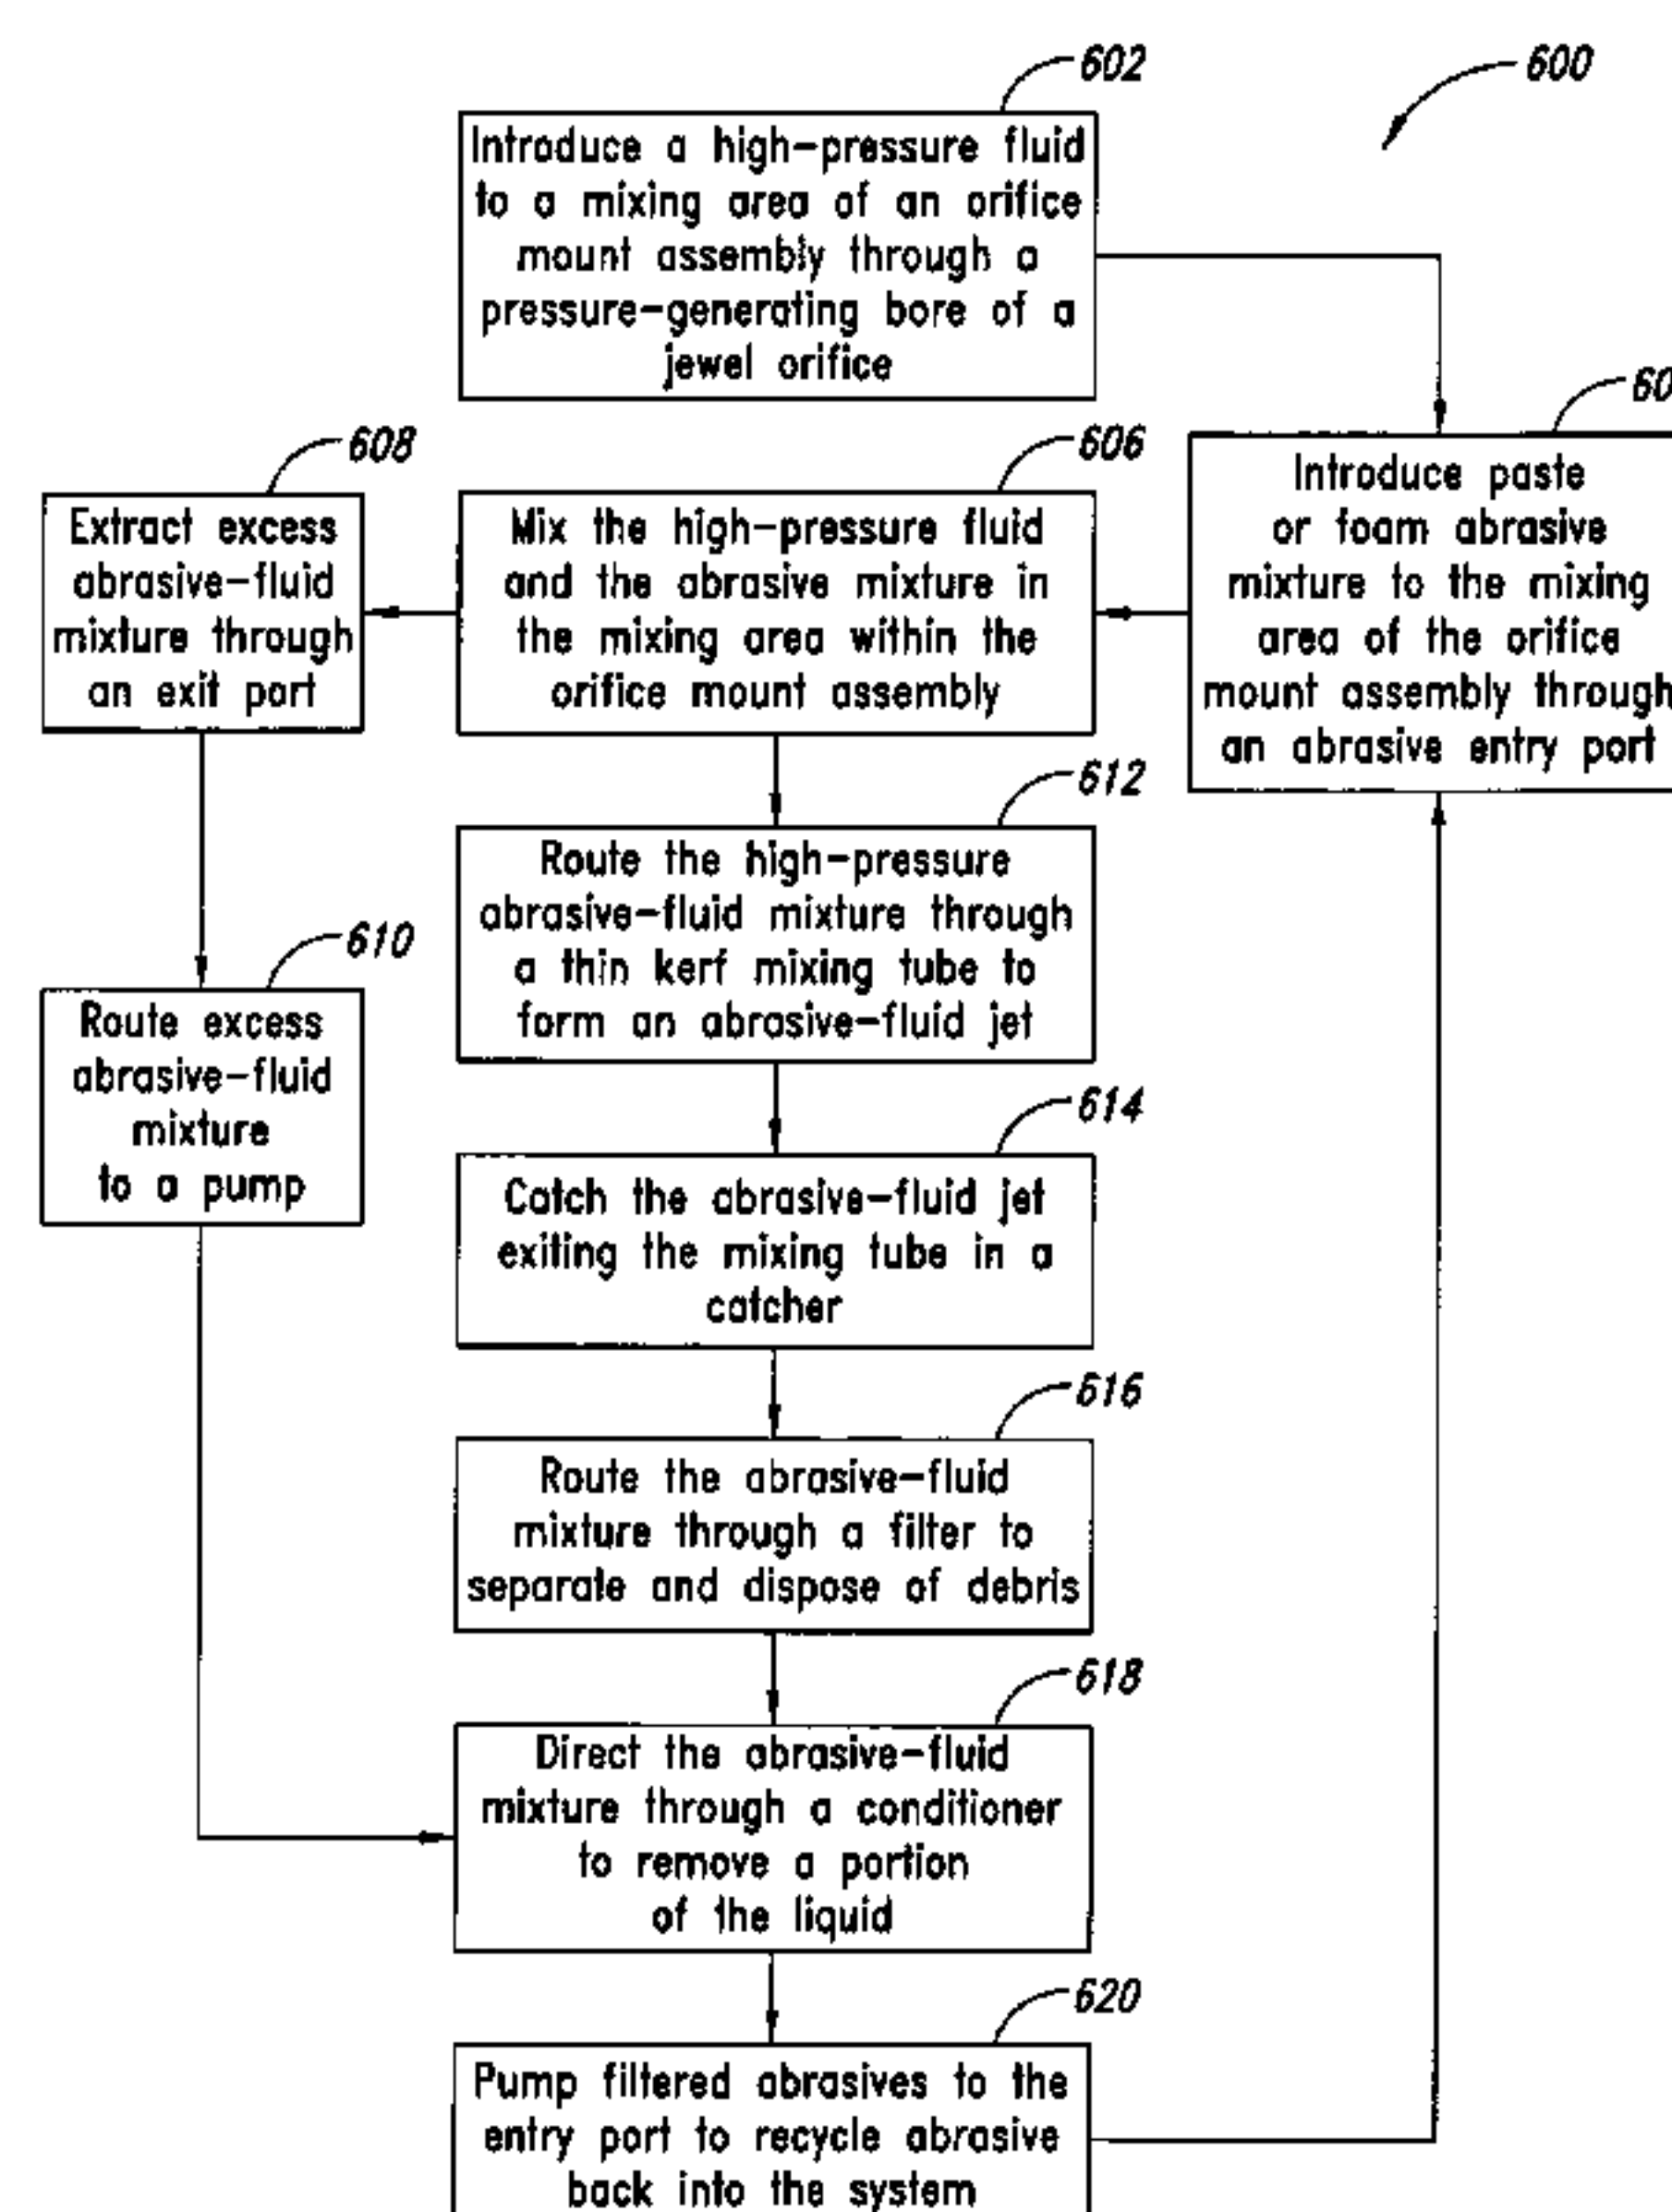 602
600
Introduce a high-pressure fluid
to a mixing area of an orifice
mount assembly through a
pressure-generating bore of a
jewel orifice
60
Introduce paste
or foam abrasive
mixture to the mixing
area of the orifice
mount assembly through
an abrasive entry port
606
Mix the high-pressure fluid
and the abrasive mixture in
the mixing area within the
orifice mount assembly
608
Extract excess
abrasive-fluid
mixture through
an exit port
610
Route excess
abrasive-fluid
mixture
to a pump
612
Route the high-pressure
abrasive-fluid mixture through
a thin kerf mixing tube to
form an abrasive-fluid jet
614
Catch the abrasive-fluid jet
exiting the mixing tube in a
catcher
616
Route the abrasive-fluid
mixture through a filter to
separate and dispose of debris
618
Direct the abrasive-fluid
mixture through a conditioner
to remove a portion
of the liquid
620
Pump filtered abrasives to the
entry port to recycle abrasive
back into the system